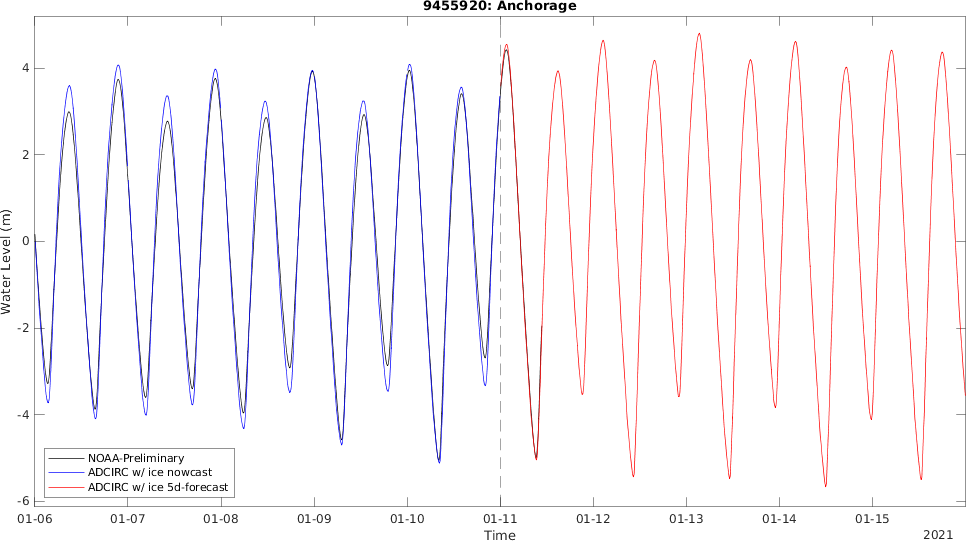 9455920: Anchorage
4
2
0
-2
-4
-6
Water Level (m)
NOAA-Preliminary
ADCIRC w/ ice nowcast
ADCIRC w/ ice 5d-forecast
01-06 01-07 01-08 01-09 01-10 01-11 01-12 01-13 01-14 01-15
Time
2021